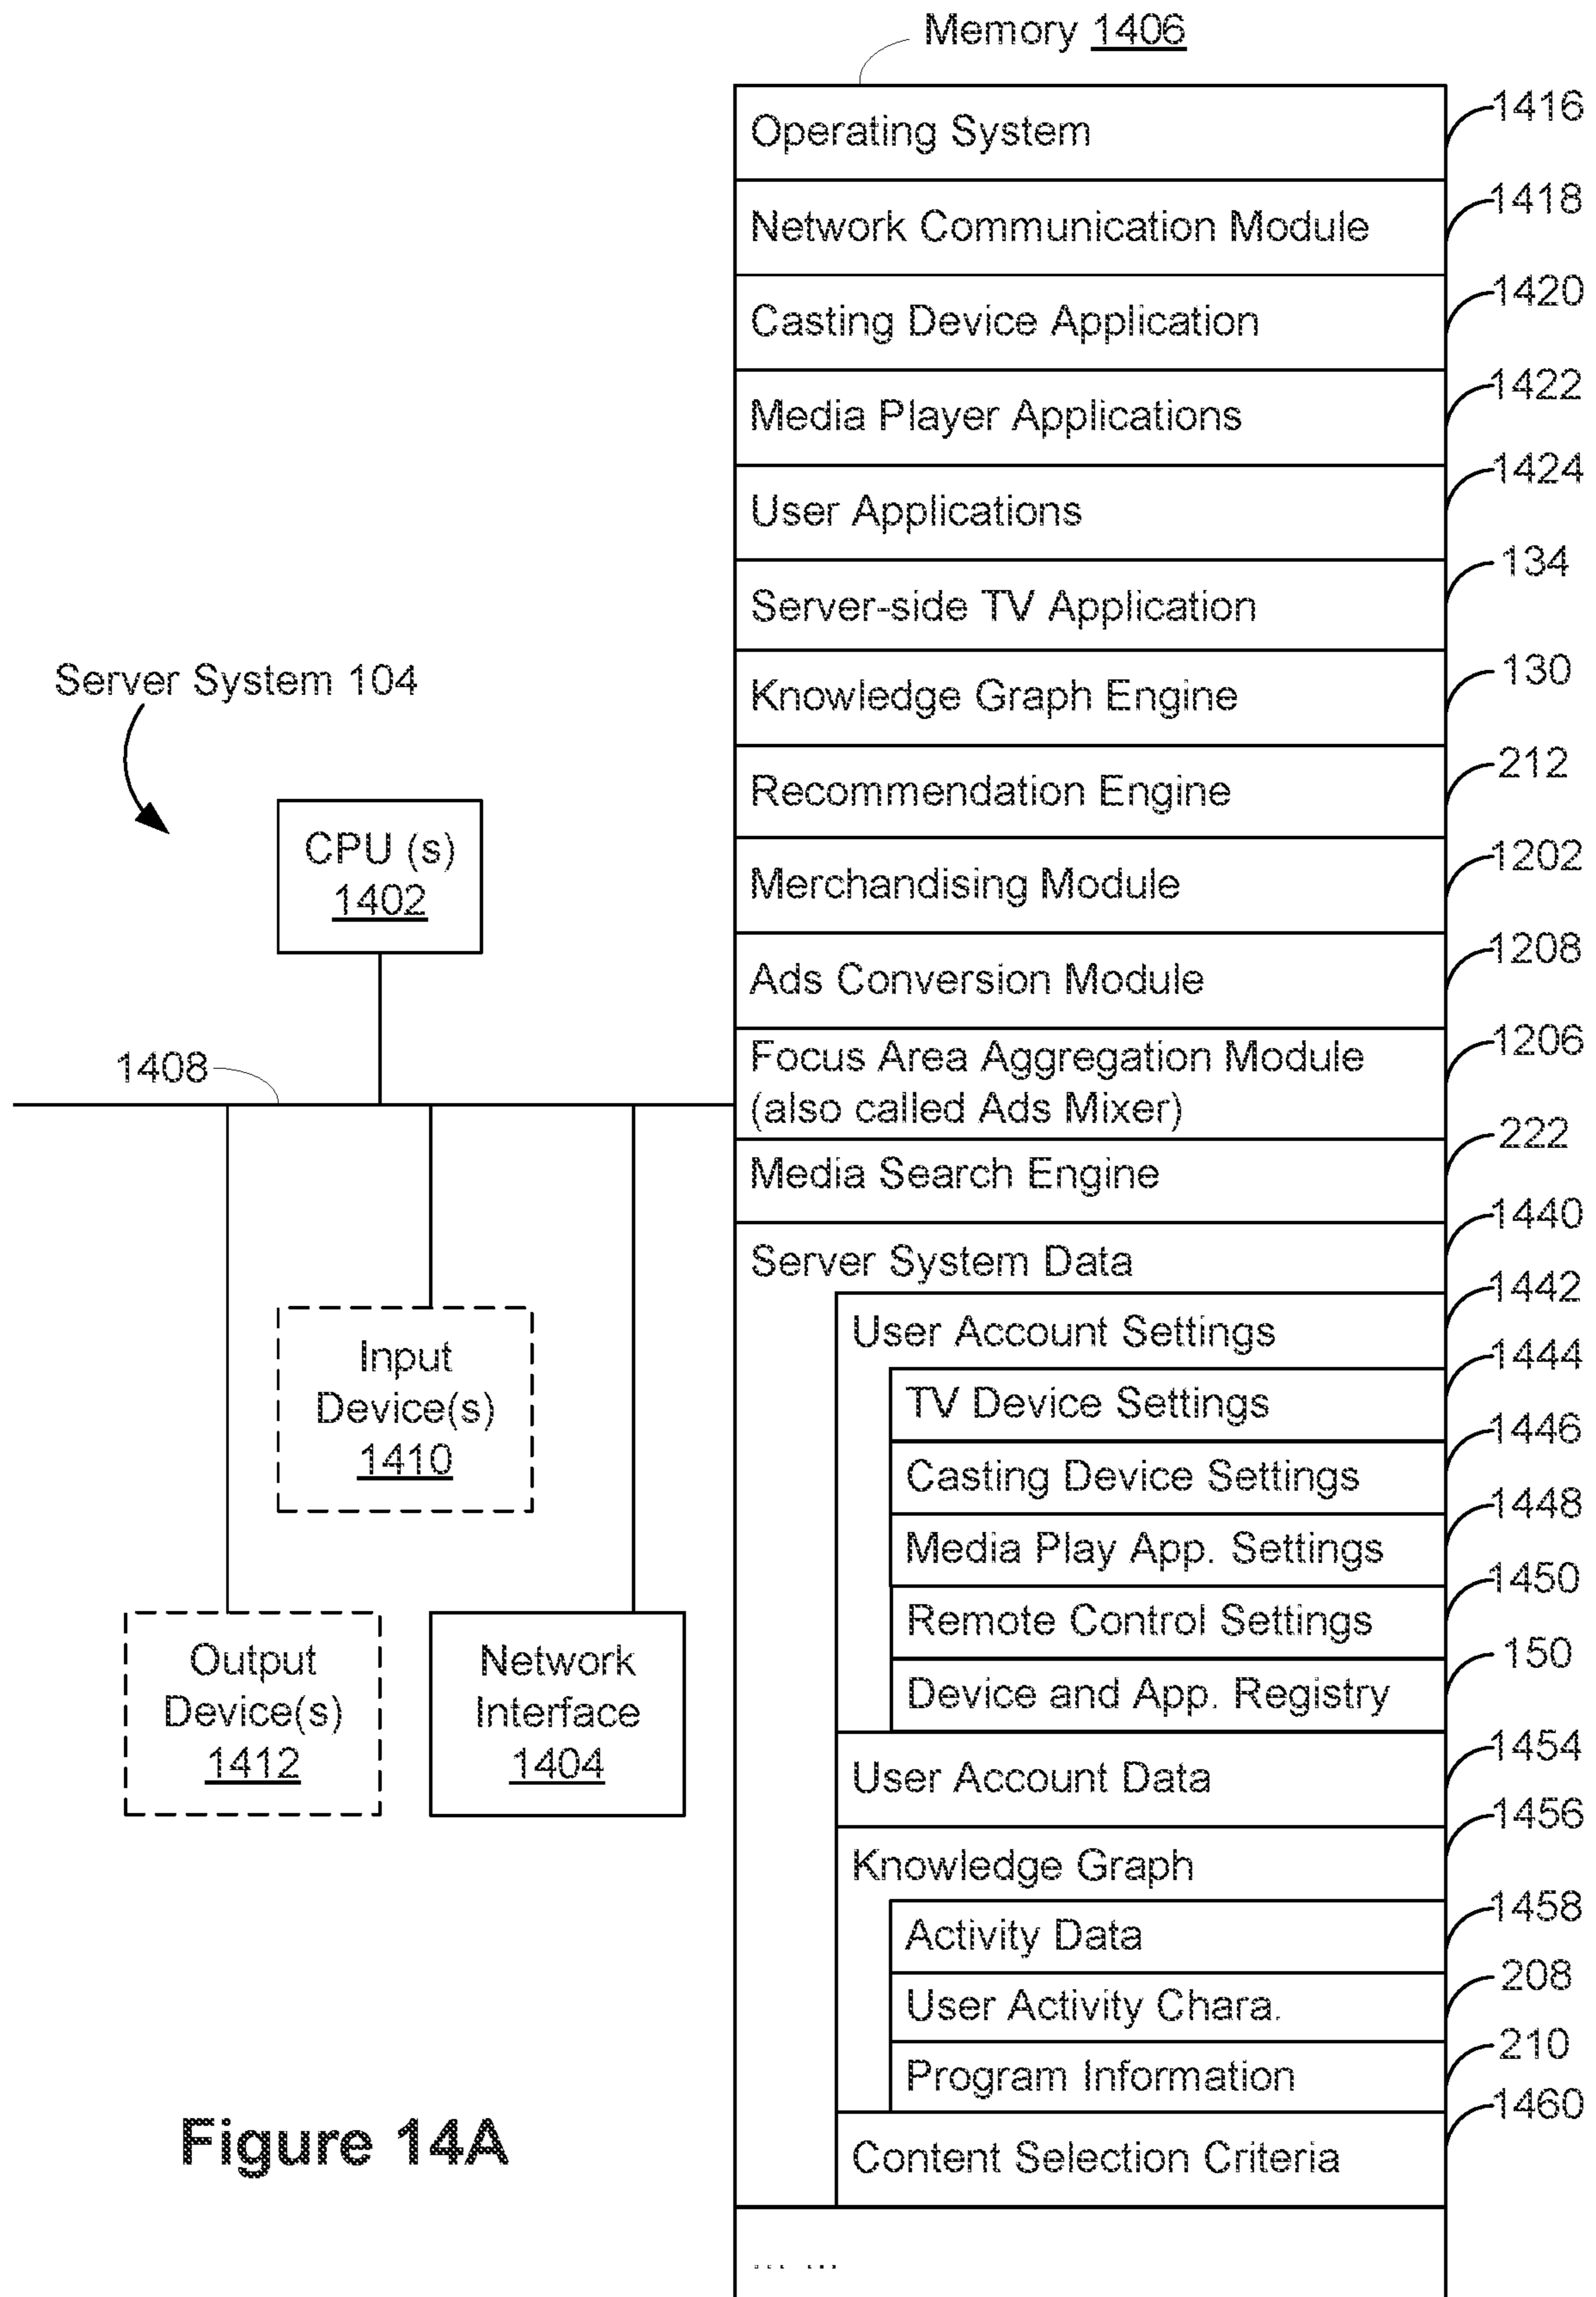 Memory 1406
Operating System
1416
Network Communication Module
1418
Casting Device Application
1420
Media Player Applications
1422
User Applications
1424
Server-side TV Application
134
Knowledge Graph Engine
130
Recommendation Engine
212
Merchandising Module
1202
Ads Conversion Module
1208
Focus Area Aggregation Module
(also called Ads Mixer)
1206
Media Search Engine
222
Server System Data
1440
User Account Settings
1442
TV Device Settings
1444
Casting Device Settings
1446
Media Play App. Settings
1448
Remote Control Settings
1450
Device and App. Registry
150
User Account Data
1454
Knowledge Graph
1456
Activity Data
1458
User Activity Chara.
208
Program Information
210
Content Selection Criteria
1460
... ...
Server System 104
CPU (s)
1402
1408
Input
Device(s)
1410
Output
Device(s)
1412
Network
Interface
1404
Figure 14A